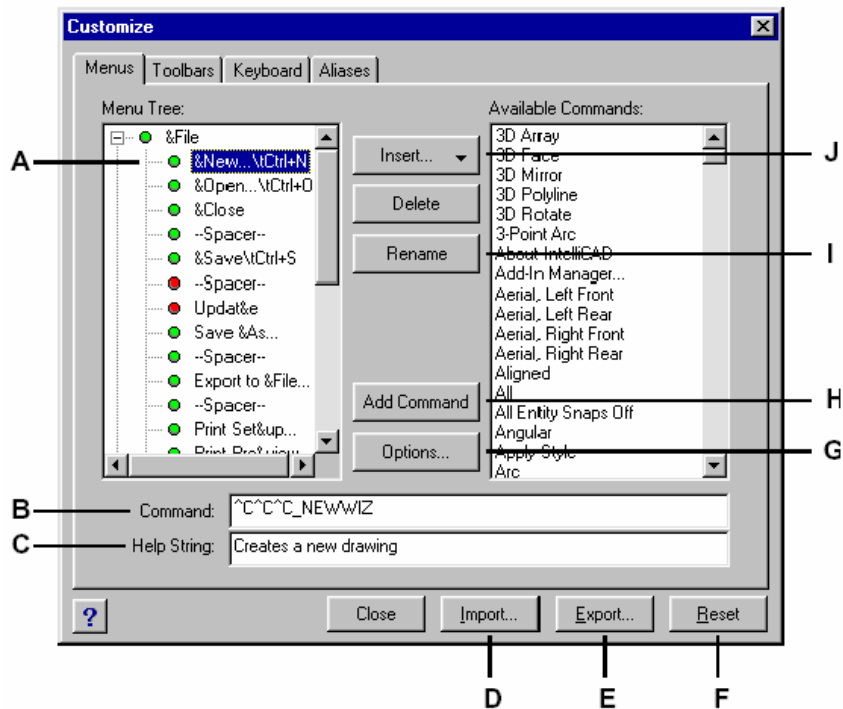 Customize
Menus Toolbars Keyboard Aliases
Menu Tree:
&File
&New...\tCtrl+N
&Open...\tCtrl+O
&Close
--Spacer--
&Save\tCtrl+S
--Spacer--
Updat&e
Save &As...
--Spacer--
Export to &File...
--Spacer--
Print Set&up...
Print Pre&view
A
Insert...
Delete
Rename
Add Command
Options...
Available Commands:
3D Array
3D Face
3D Mirror
3D Polyline
3D Rotate
3-Point Arc
About IntelliCAD
Add-In Manager...
Aerial, Left Front
Aerial, Left Rear
Aerial, Right Front
Aerial, Right Rear
Aligned
All
All Entity Snaps Off
Angular
Apply Style
Arc
J
I
H
G
B
Command: ^C^C^C_NEWWIZ
C
Help String: Creates a new drawing
? Close Import... Export... Reset
D E F